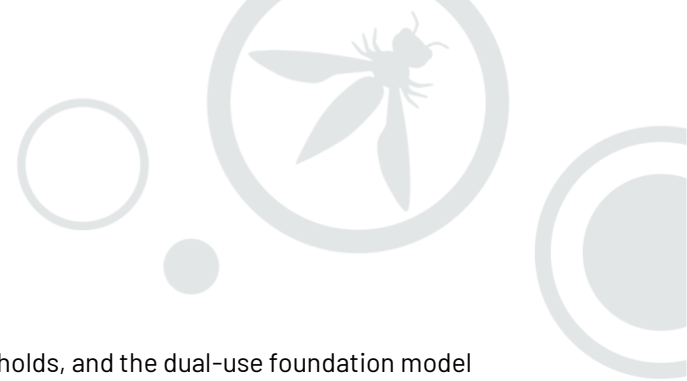 holds, and the dual-use foundation model